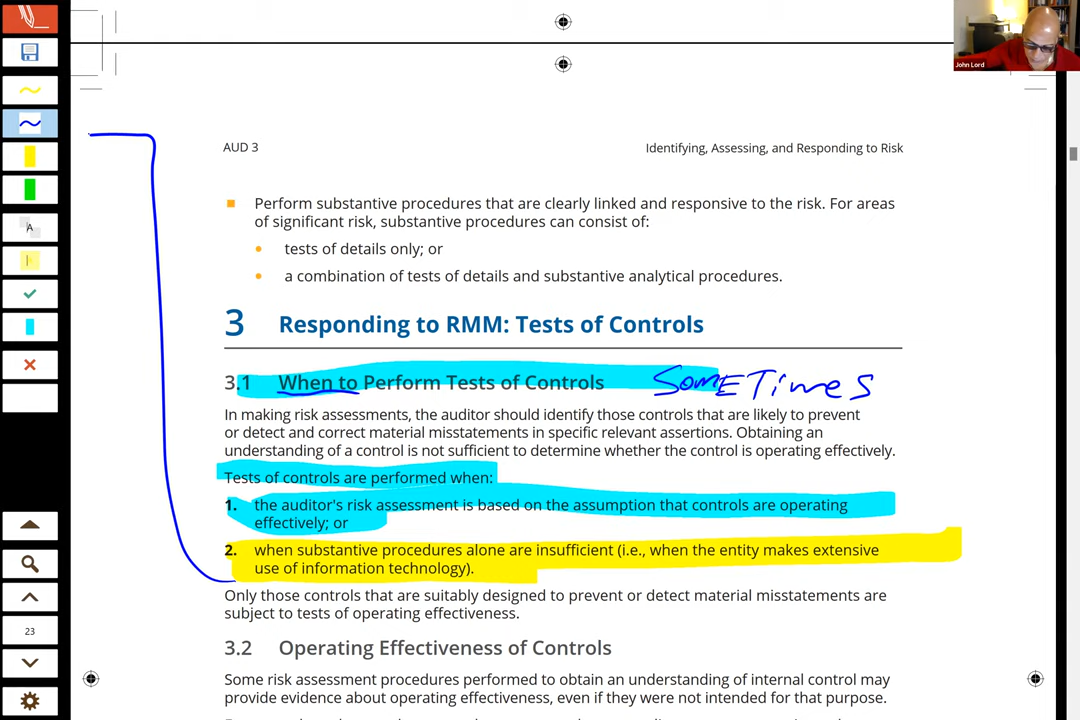 John Lord
AUD 3
Identifying, Assessing, and Responding to Risk
Perform substantive procedures that are clearly linked and responsive to the risk. For areas
of significant risk, substantive procedures can consist of:
tests of details only; or
a combination of tests of details and substantive analytical procedures.
3 Responding to RMM: Tests of Controls
3.1 When to Perform Tests of Controls SOMETimes
In making risk assessments, the auditor should identify those controls that are likely to prevent
or detect and correct material misstatements in specific relevant assertions. Obtaining an
understanding of a control is not sufficient to determine whether the control is operating effectively.
Tests of controls are performed when:
1. the auditor's risk assessment is based on the assumption that controls are operating
effectively; or
2. when substantive procedures alone are insufficient (i.e., when the entity makes extensive
use of information technology).
Only those controls that are suitably designed to prevent or detect material misstatements are
subject to tests of operating effectiveness.
23
3.2 Operating Effectiveness of Controls
Some risk assessment procedures performed to obtain an understanding of internal control may
provide evidence about operating effectiveness, even if they were not intended for that purpose.